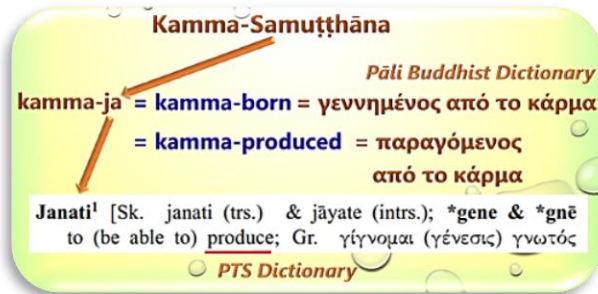 Kamma-Samuṭṭhāna
Pāli Buddhist Dictionary
kamma-ja = kamma-born = γεννημένος από το κάρμα
= kamma-produced = παραγόμενος
από το κάρμα
Janati¹ [Sk. janati (trs.) & jāyate (intrs.); *gene & *gnē
to (be able to) produce; Gr. γίγνομαι (γένεσις) γνωτός
PTS Dictionary